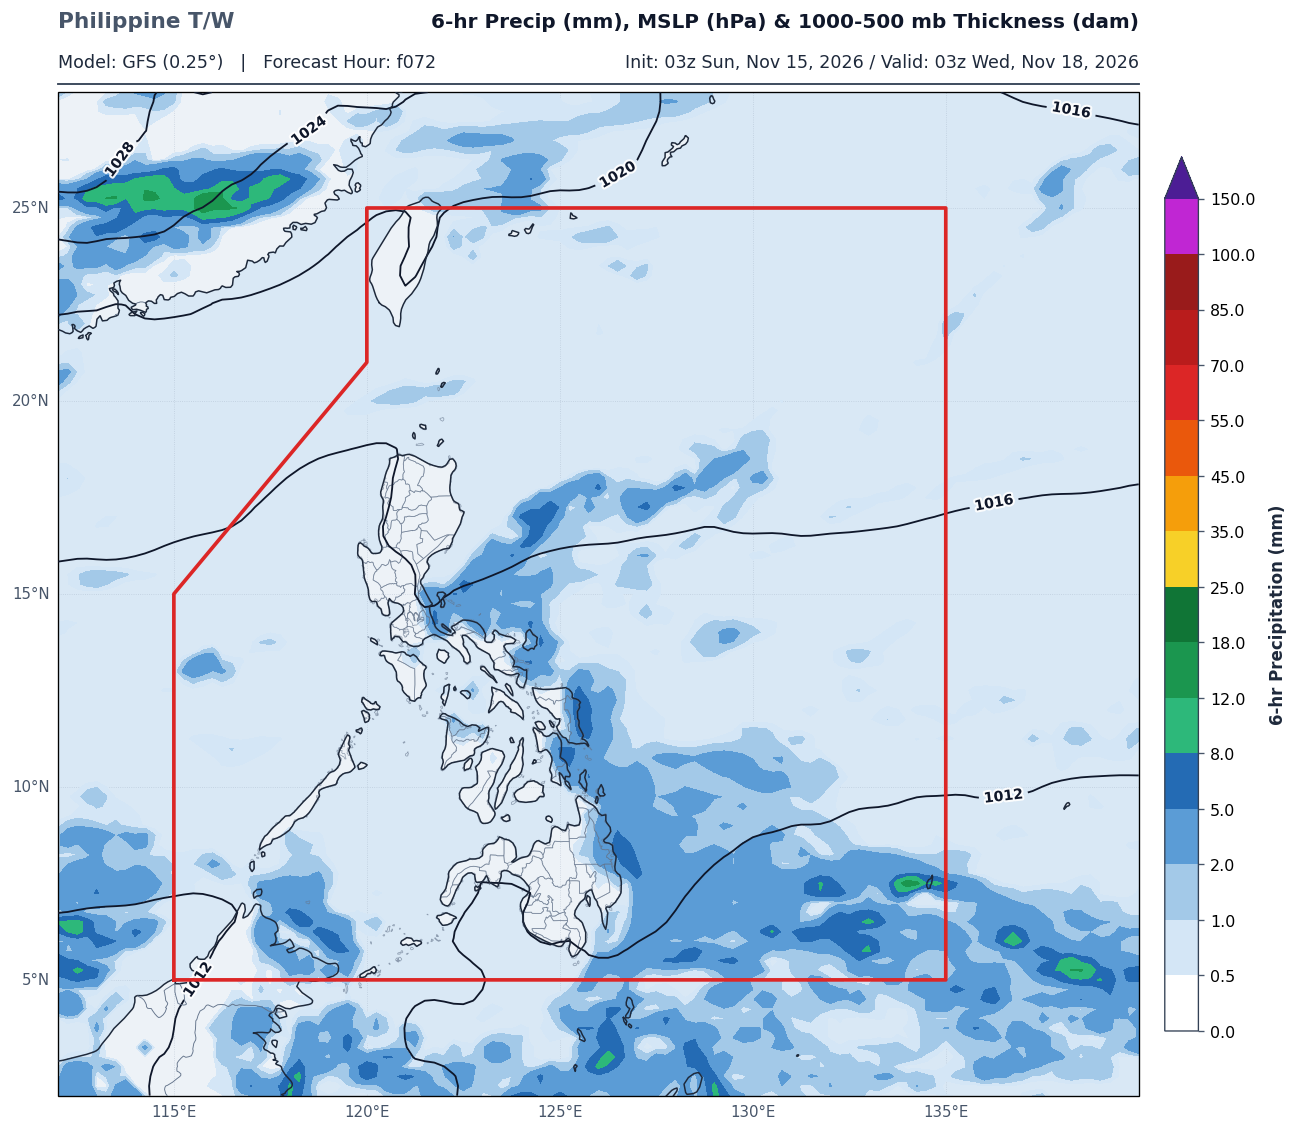 Philippine T/W
6-hr Precip (mm), MSLP (hPa) & 1000-500 mb Thickness (dam)
Model: GFS (0.25°) | Forecast Hour: f072
Init: 03z Sun, Nov 15, 2026 / Valid: 03z Wed, Nov 18, 2026
1016
1024
1028
1020
1016
1012
1012
25°N
20°N
15°N
10°N
5°N
115°E
120°E
125°E
130°E
135°E
150.0
100.0
85.0
70.0
55.0
45.0
35.0
25.0
18.0
12.0
8.0
5.0
2.0
1.0
0.5
0.0
6-hr Precipitation (mm)